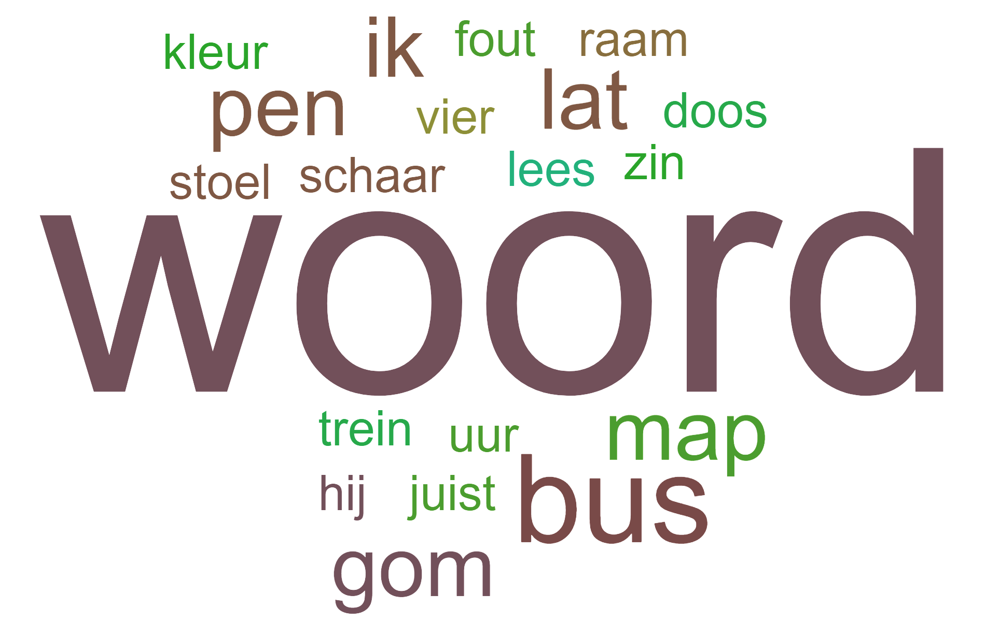 kleur
ik
fout
raam
pen
vier
lat
doos
stoel
schaar
lees
zin
woord
trein
uur
map
hij
juist
bus
gom